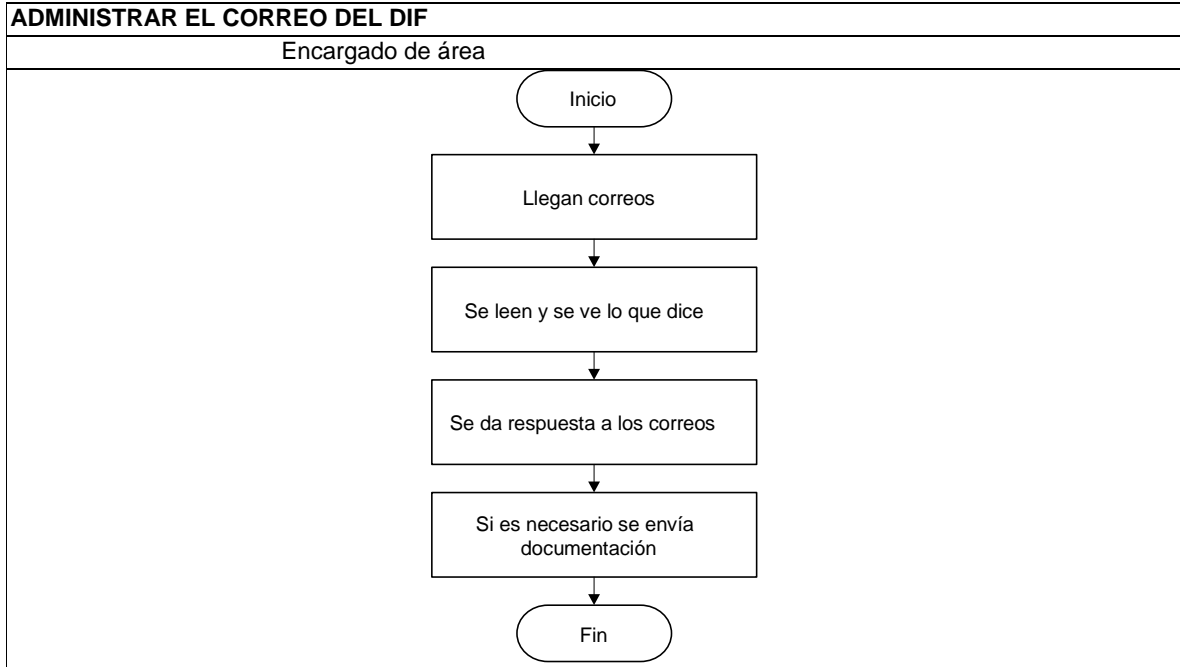 ADMINISTRAR EL CORREO DEL DIF
Encargado de área
Inicio
Llegan correos
Se leen y se ve lo que dice
Se da respuesta a los correos
Si es necesario se envía
documentación
Fin